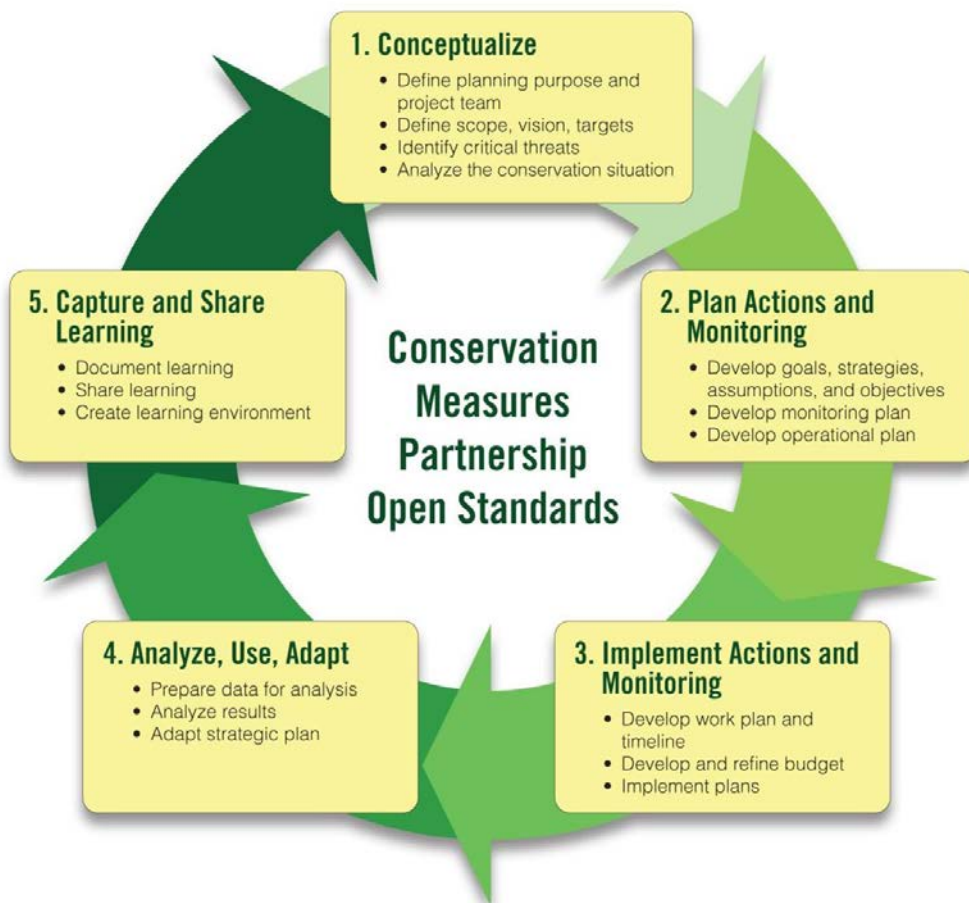 1. Conceptualize
• Define planning purpose and
project team
• Define scope, vision, targets
• Identify critical threats
• Analyze the conservation situation
2. Plan Actions and
Monitoring
• Develop goals, strategies,
assumptions, and objectives
• Develop monitoring plan
• Develop operational plan
3. Implement Actions and
Monitoring
• Develop work plan and
timeline
• Develop and refine budget
• Implement plans
4. Analyze, Use, Adapt
• Prepare data for analysis
• Analyze results
• Adapt strategic plan
5. Capture and Share
Learning
• Document learning
• Share learning
• Create learning environment
Conservation
Measures
Partnership
Open Standards